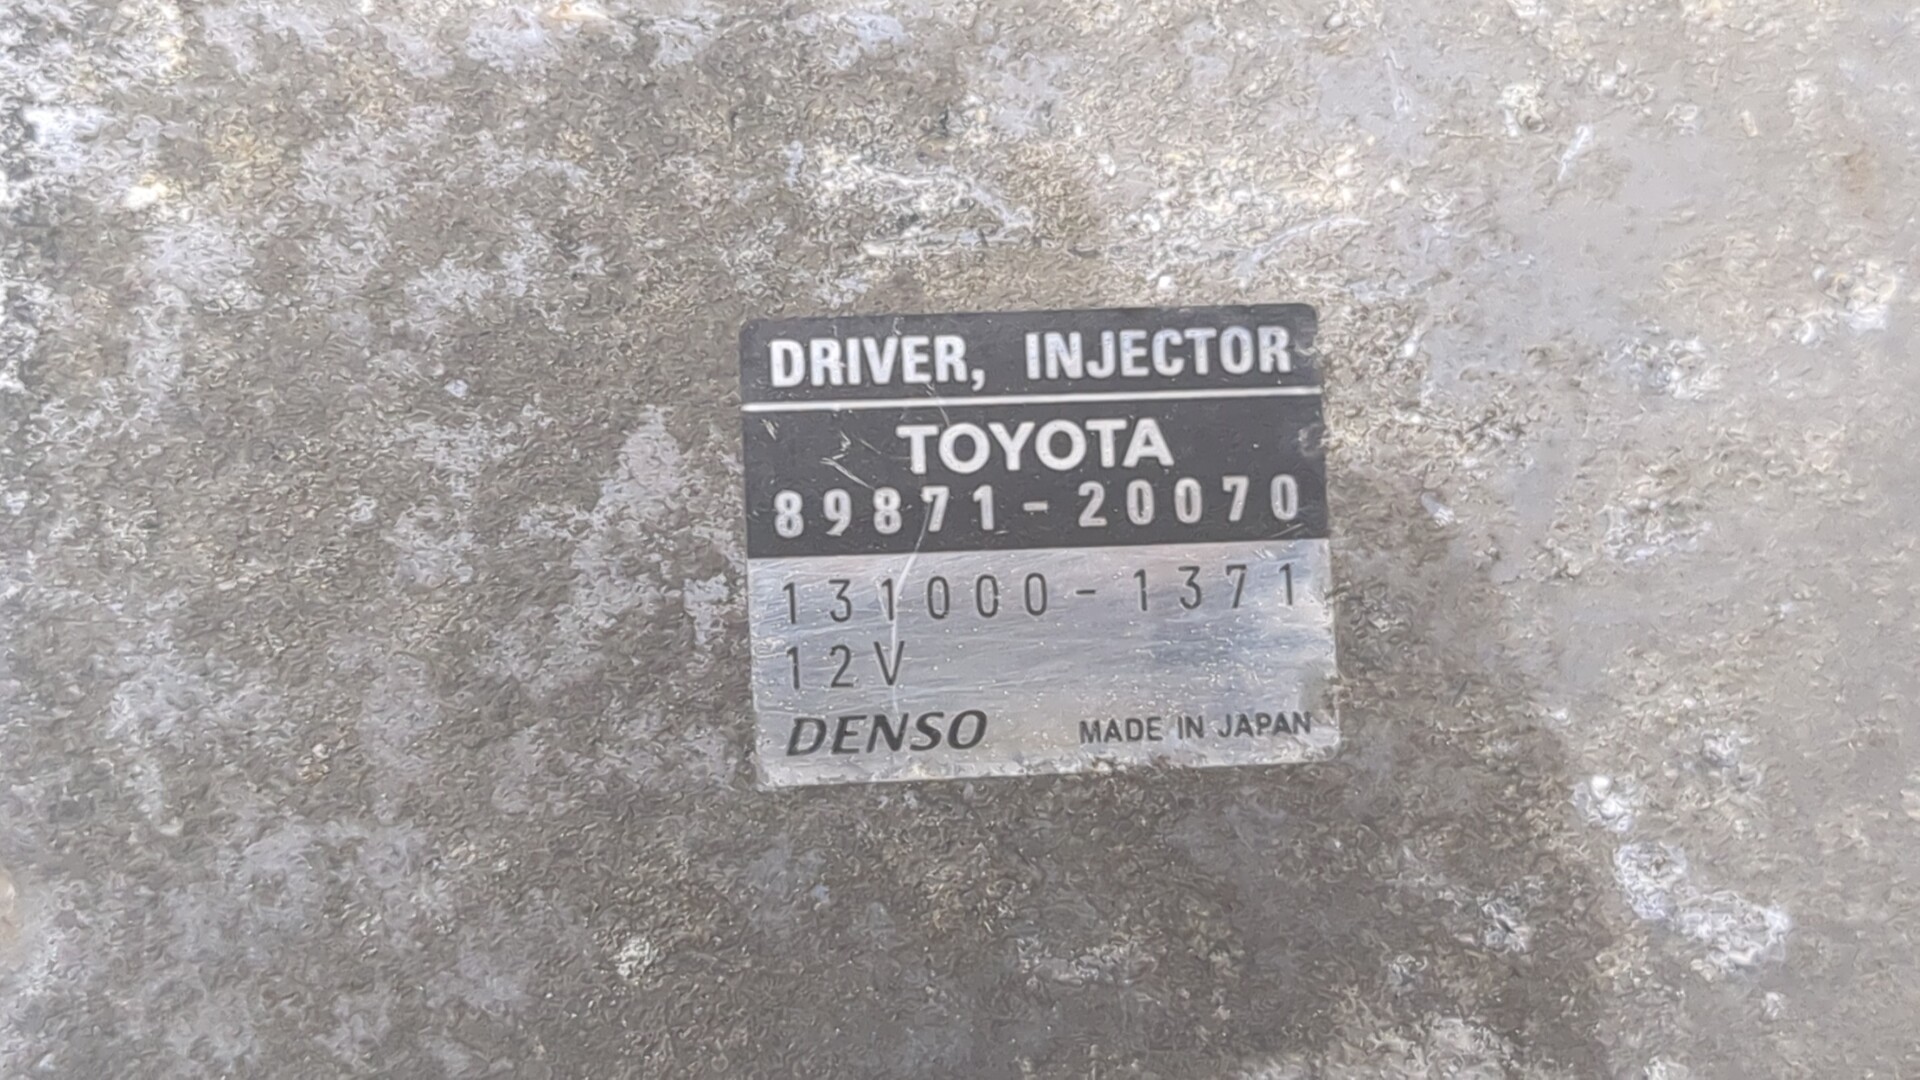 DRIVER, INJECTOR
TOYOTA
89871-20070
131000-1371
12V
DENSO MADE IN JAPAN